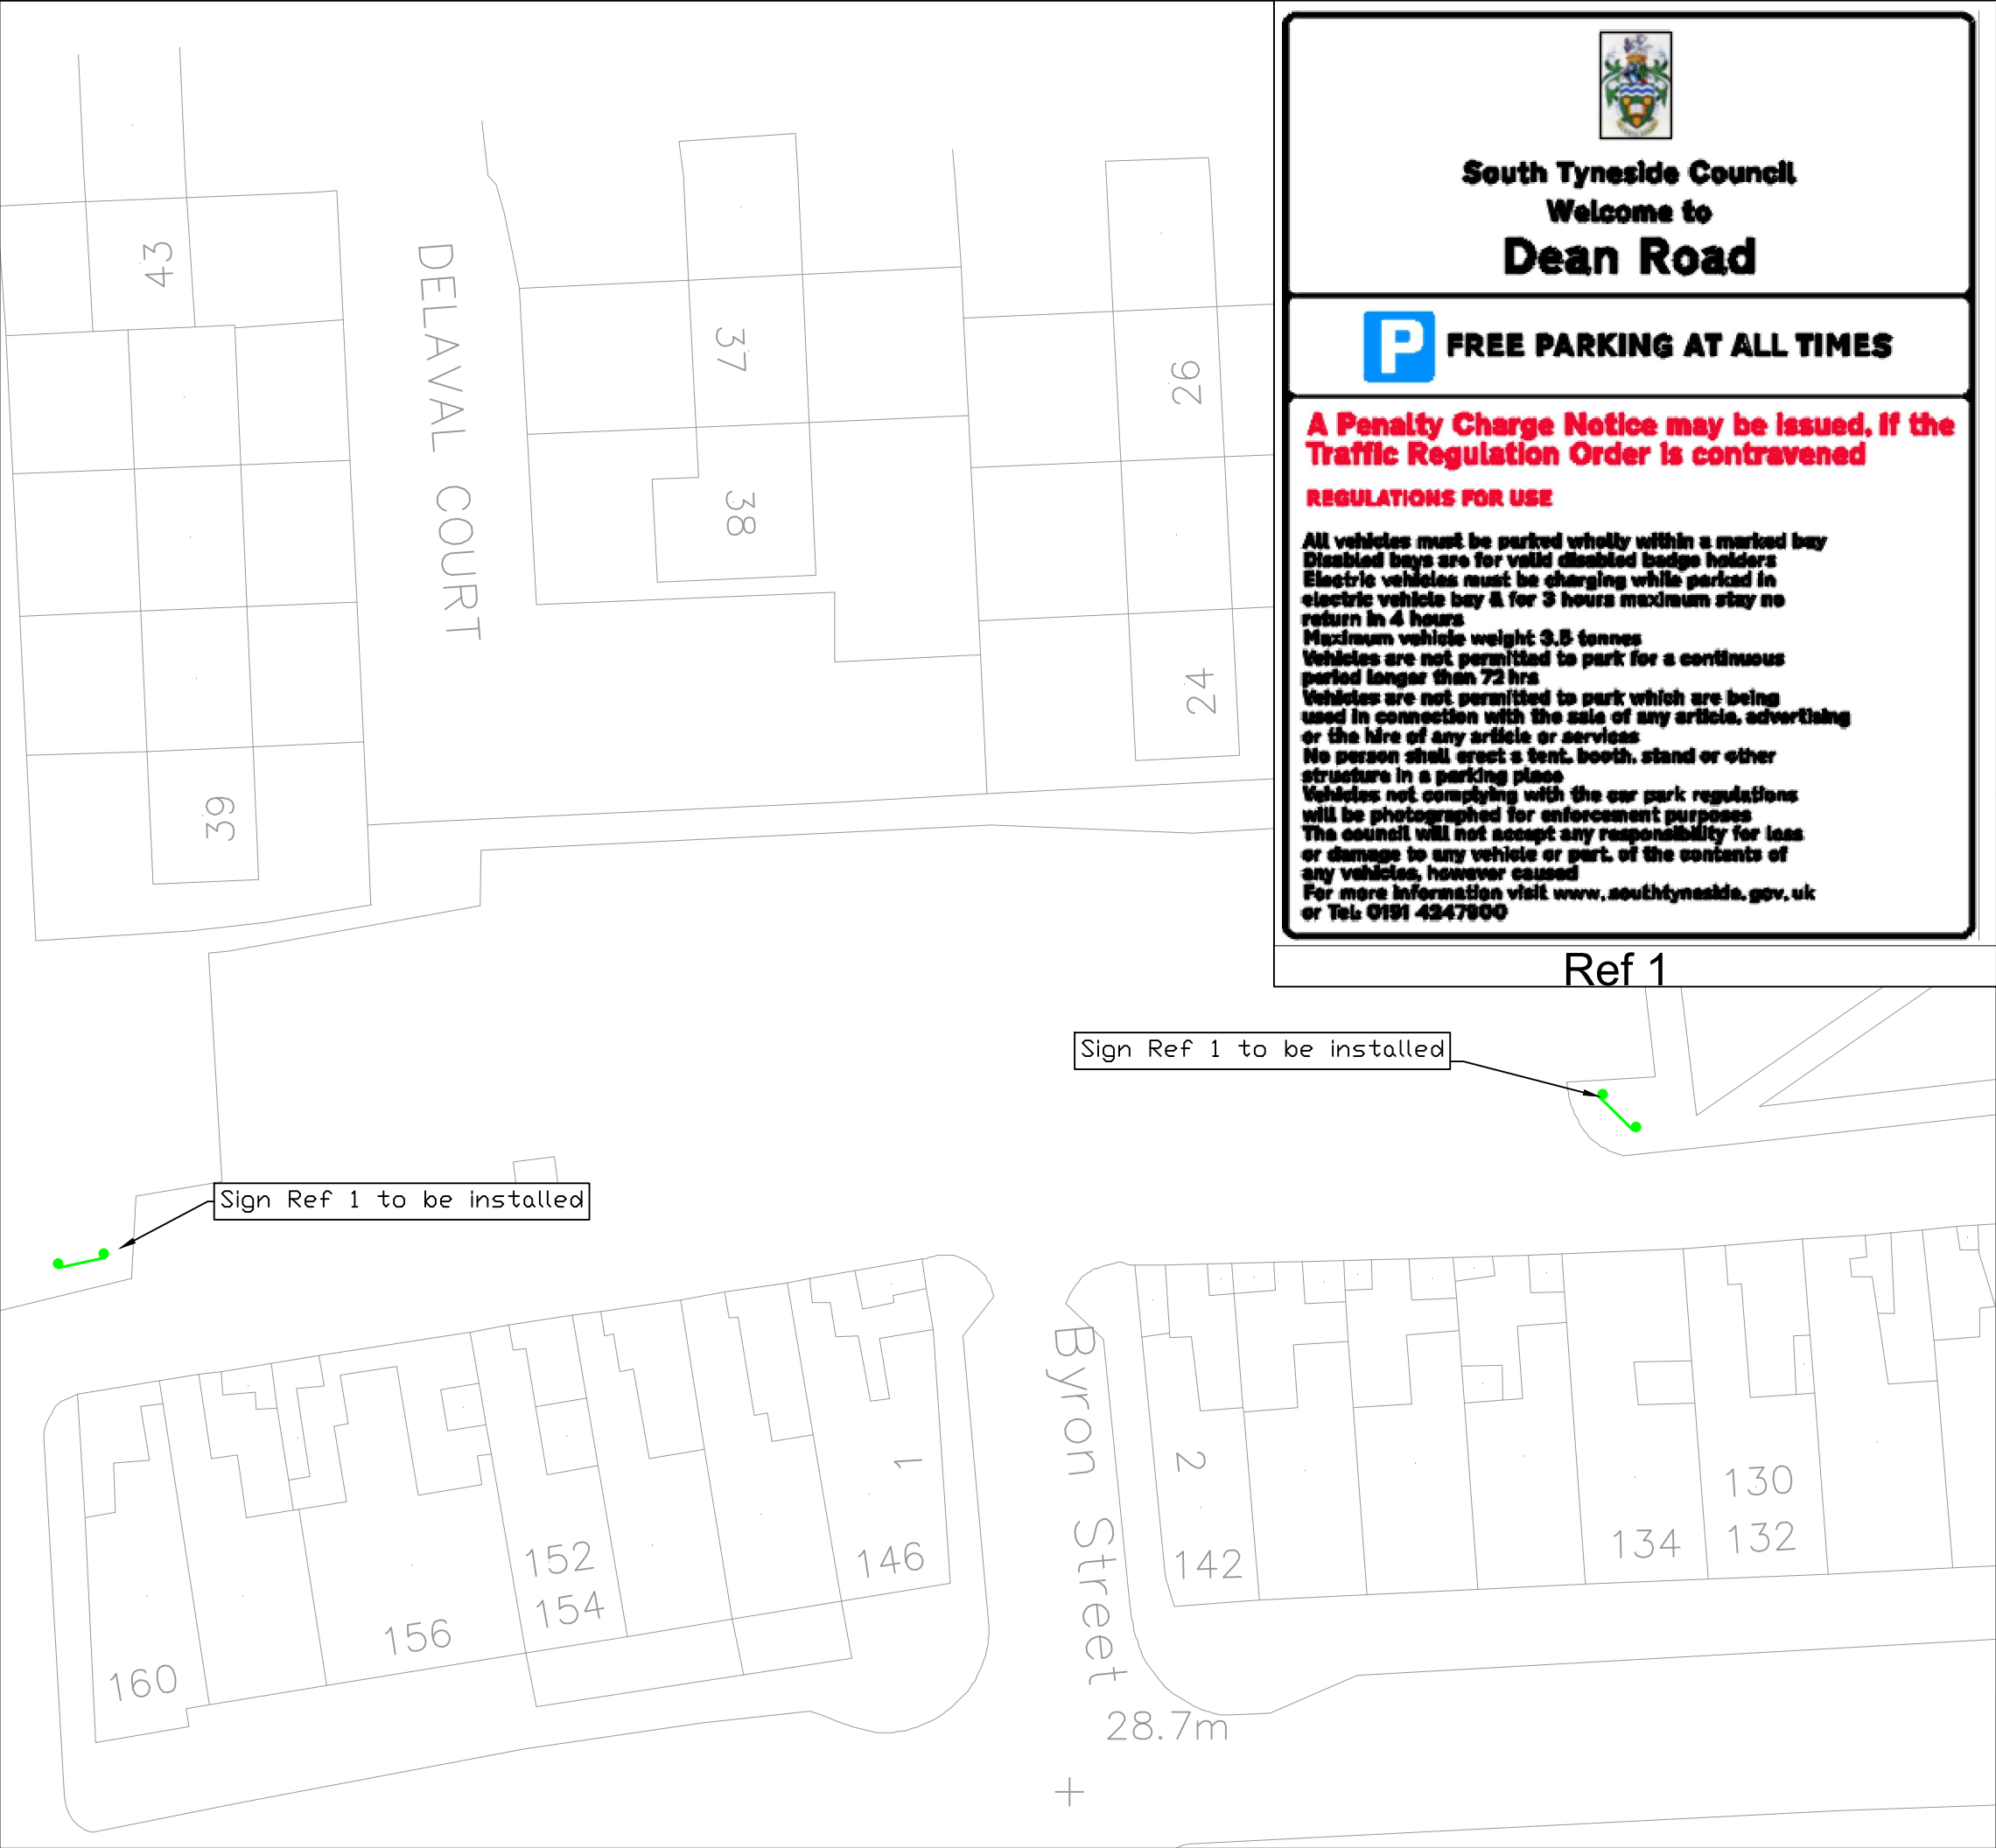 South Tyneside Council
Welcome to
Dean Road
P FREE PARKING AT ALL TIMES
A Penalty Charge Notice may be issued. If the
Traffic Regulation Order is contravened
REGULATIONS FOR USE
All vehicles must be parked wholly within a marked bay
Disabled bays are for valid disabled badge holders
Electric vehicles must be charging while parked in
electric vehicle bay & for 3 hours maximum stay no
return in 4 hours
Maximum vehicle weight 3.5 tonnes
Vehicles are not permitted to park for a continuous
period longer than 72 hrs
Vehicles are not permitted to park which are being
used in connection with the sale of any article, advertising
or the hire of any article or services
No person shall erect a tent, booth, stand or other
structure in a parking place
Vehicles not complying with the car park regulations
will be photographed for enforcement purposes
The council will not accept any responsibility for loss
or damage to any vehicle or part, of the contents of
any vehicles, however caused
For more information visit www.southtyneside.gov.uk
or Tel: 0191 4247900
Ref 1
43
DELAVAL COURT
37
26
38
24
39
Sign Ref 1 to be installed
Sign Ref 1 to be installed
Byron Street
1
2
130
132
134
142
146
152
154
156
160
28.7m